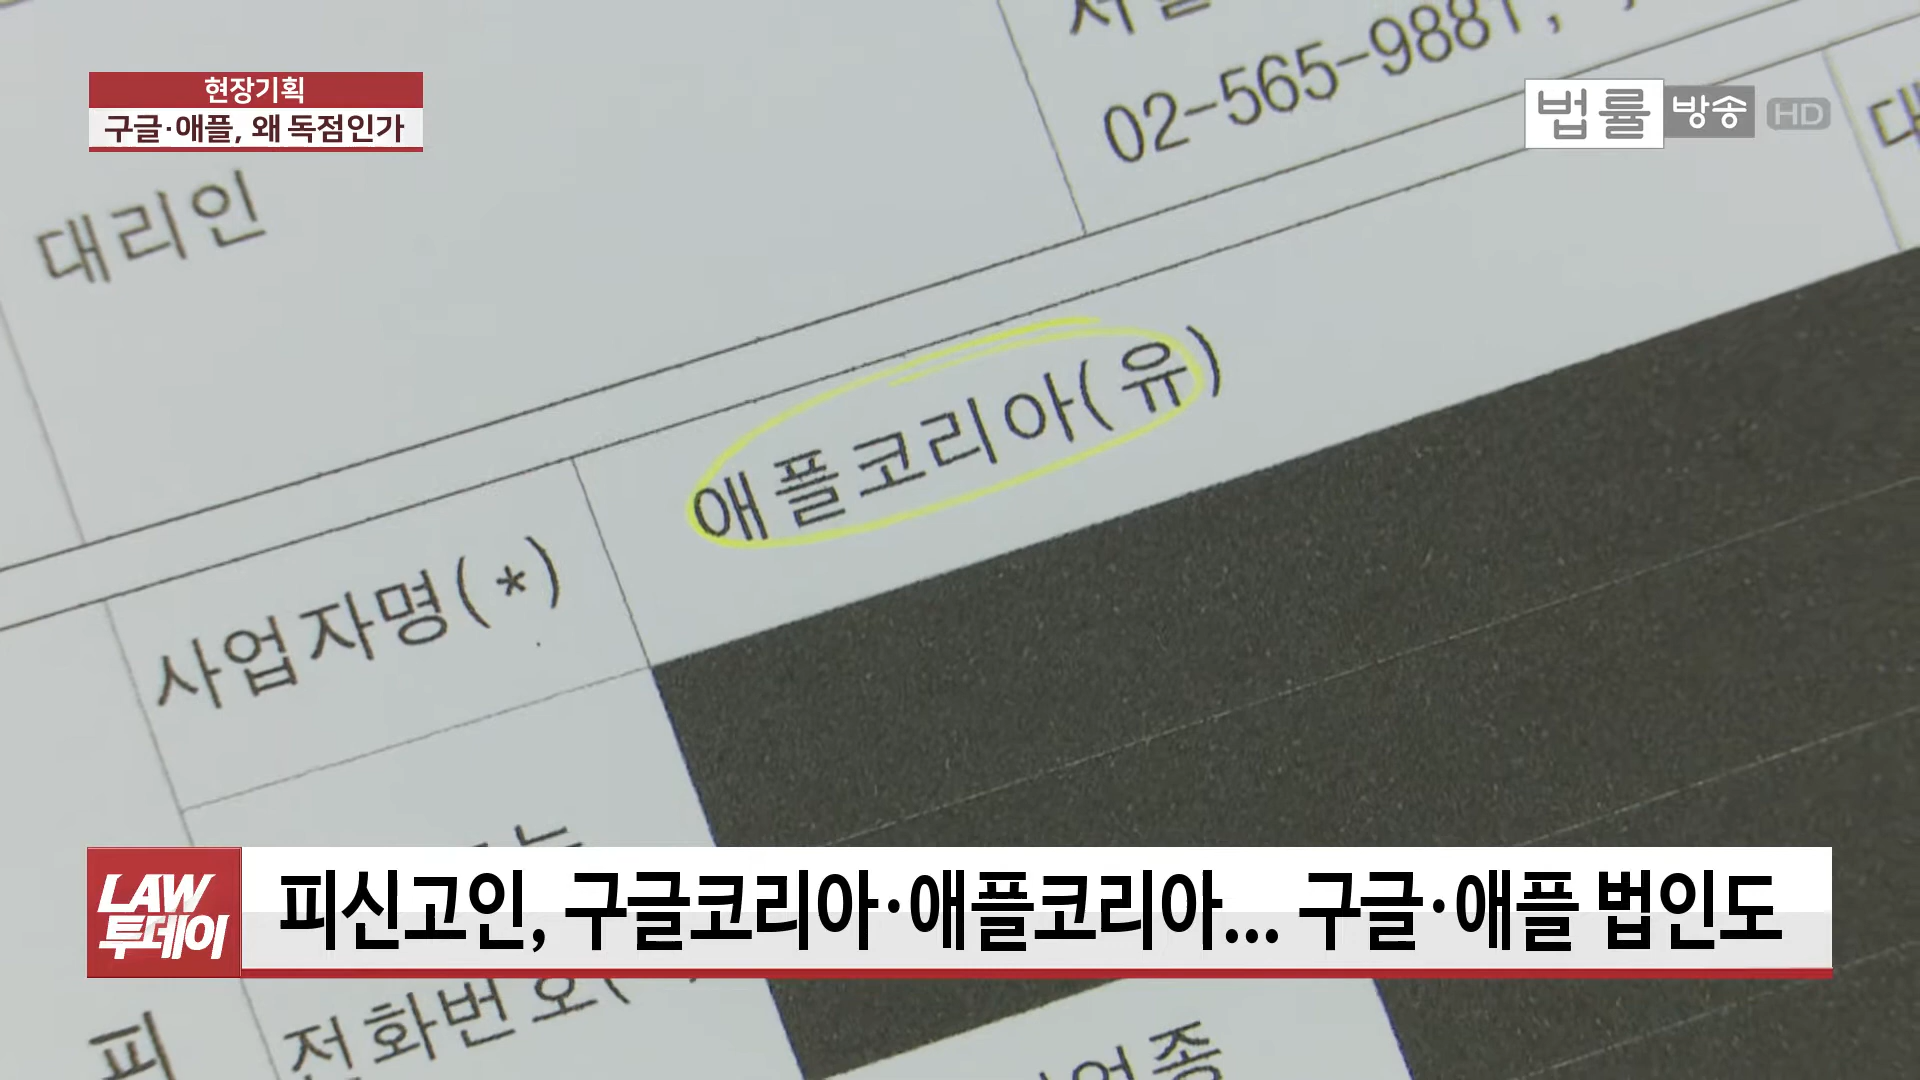 현장기획
구글·애플, 왜 독점인가
02-565-9881,
법률방송 HD
대리인
애플코리아(유)
사업자명(*)
LAW
투데이
피신고인, 구글코리아·애플코리아... 구글·애플 법인도
전화번호(
피